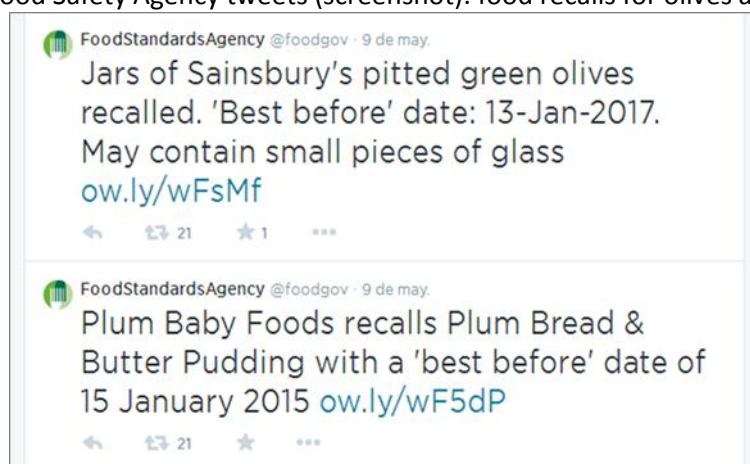 ood Safety Agency tweets (screenshot): food recalls for olives a
FoodStandardsAgency @foodgov · 9 de may.
Jars of Sainsbury's pitted green olives
recalled. 'Best before' date: 13-Jan-2017.
May contain small pieces of glass
ow.ly/wFsMf
21 1
FoodStandardsAgency @foodgov · 9 de may.
Plum Baby Foods recalls Plum Bread &
Butter Pudding with a 'best before' date of
15 January 2015 ow.ly/wF5dP
21